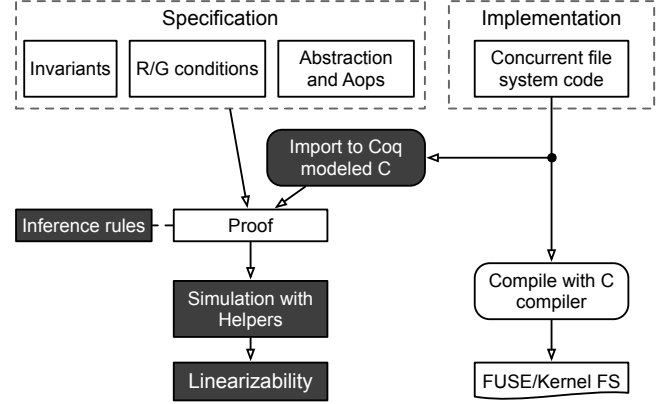 Specification
Implementation
Invariants
R/G conditions
Abstraction
and Aops
Concurrent file
system code
Import to Coq
modeled C
Inference rules
Proof
Simulation with
Helpers
Compile with C
compiler
Linearizability
FUSE/Kernel FS